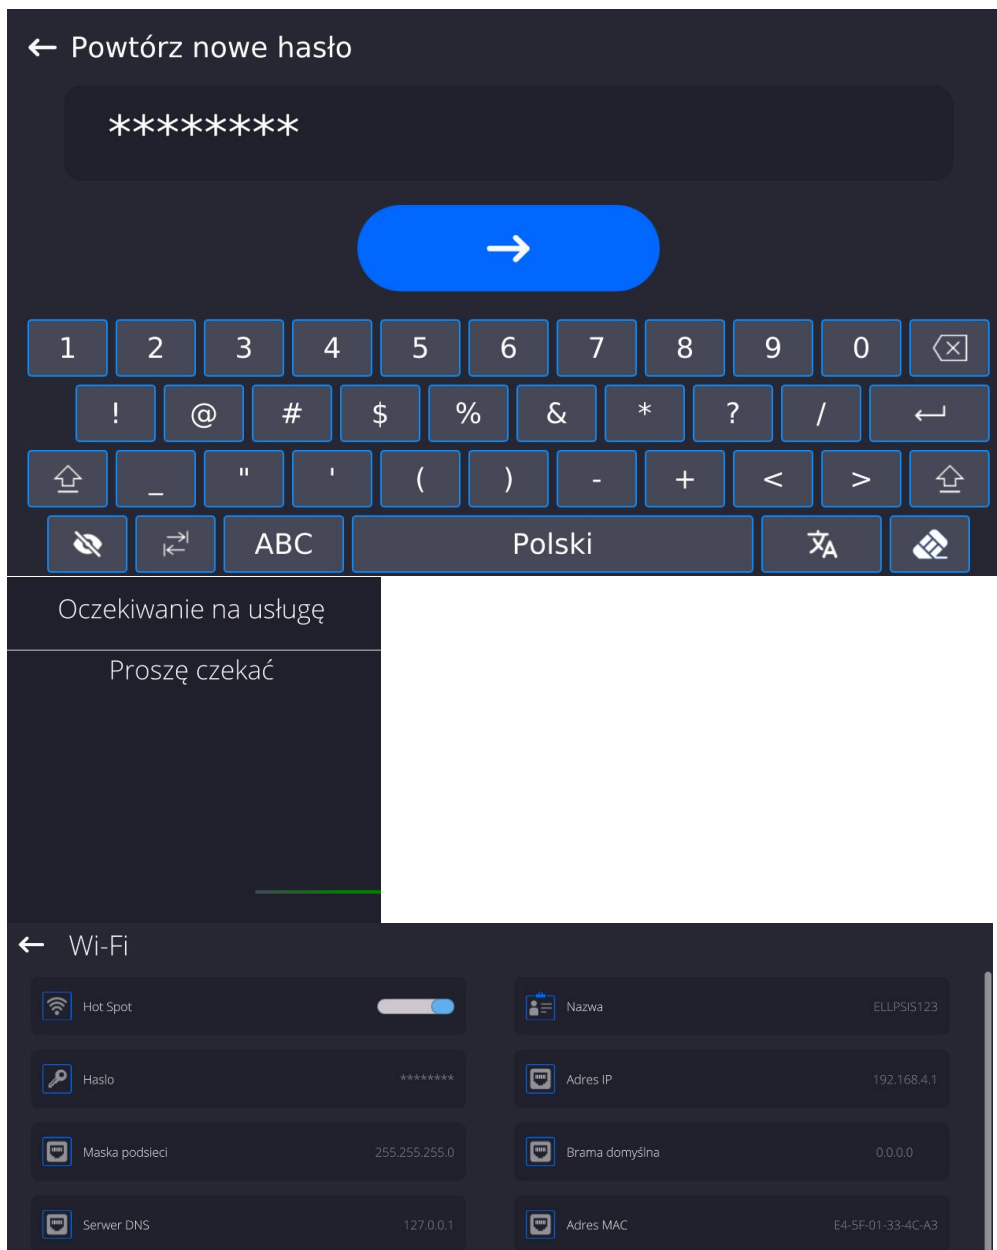 ← Powtórz nowe hasło
********
→
1 2 3 4 5 6 7 8 9 0
! @ # $ % & * ? /
_ " ' ( ) - + < >
ABC Polski
Oczekiwanie na usługę
Proszę czekać
← Wi-Fi
Hot Spot
Nazwa ELLPSIS123
Haslo ********
Adres IP 192.168.4.1
Maska podsieci 255.255.255.0
Brama domyślna 0.0.0.0
Serwer DNS 127.0.0.1
Adres MAC E4-5F-01-33-4C-A3